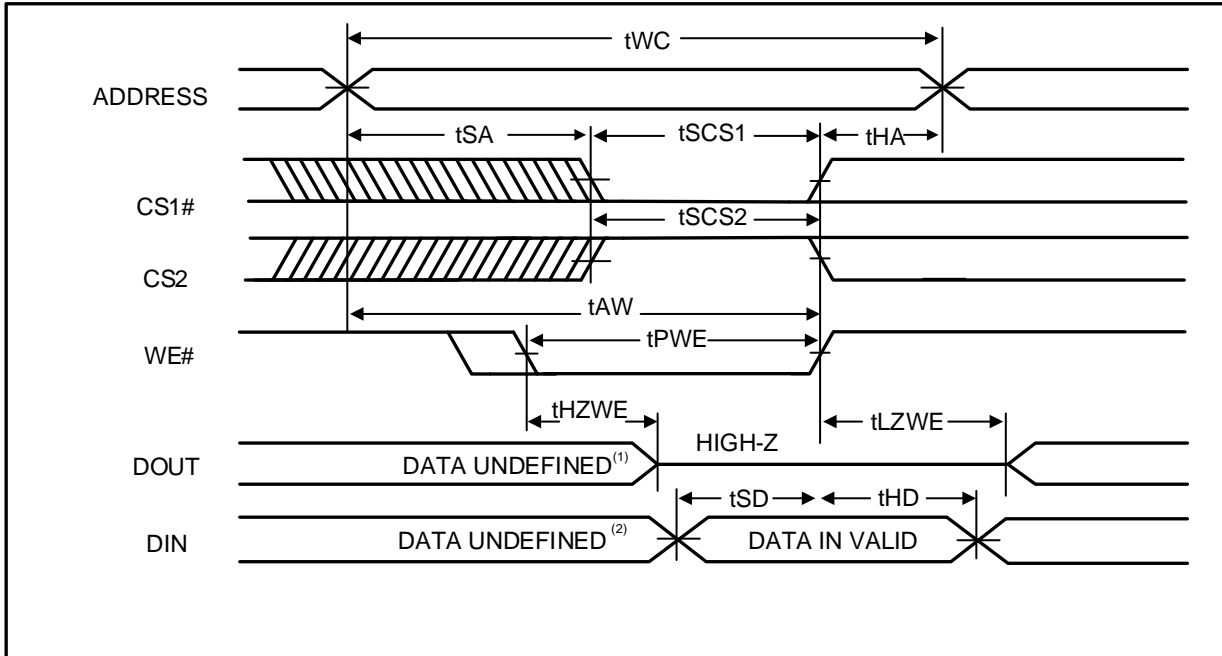 tWC
ADDRESS
tSA
tSCS1
tHA
CS1#
tSCS2
CS2
tAW
WE#
tPWE
tHZWE
tLZWE
HIGH-Z
DOUT
DATA UNDEFINED(1)
tSD
tHD
DIN
DATA UNDEFINED (2)
DATA IN VALID